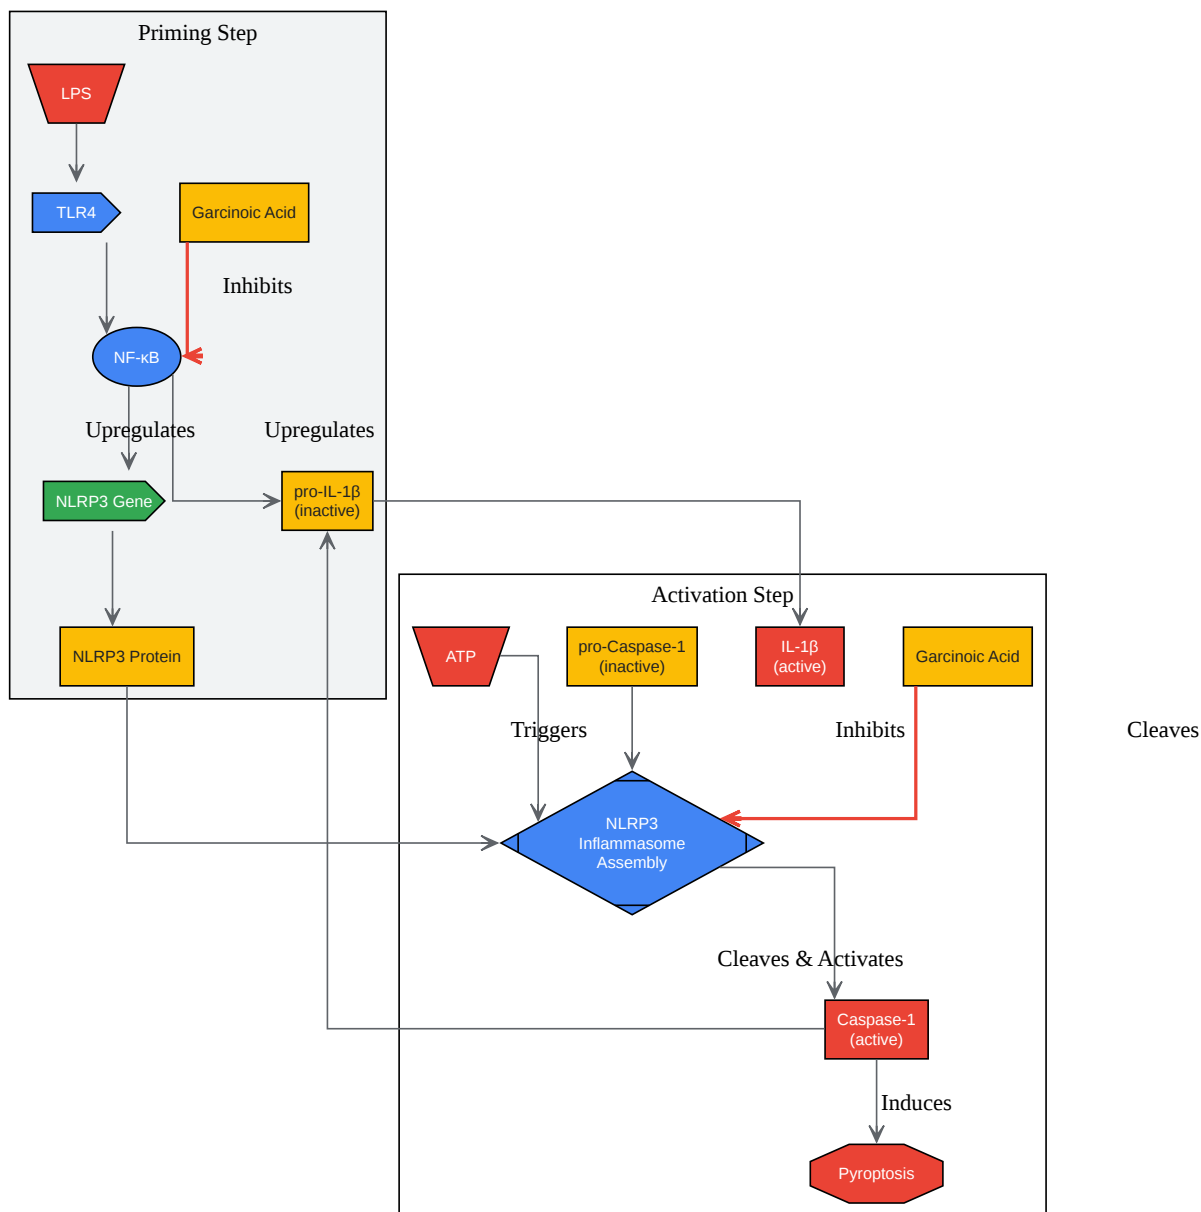 Priming Step
LPS
TLR4
Garcinoic Acid
Inhibits
NF-κB
Upregulates
Upregulates
NLRP3 Gene
pro-IL-1β
(inactive)
NLRP3 Protein
Activation Step
ATP
pro-Caspase-1
(inactive)
IL-1β
(active)
Garcinoic Acid
Triggers
Inhibits
Cleaves
NLRP3
Inflammasome
Assembly
Cleaves & Activates
Caspase-1
(active)
Induces
Pyroptosis